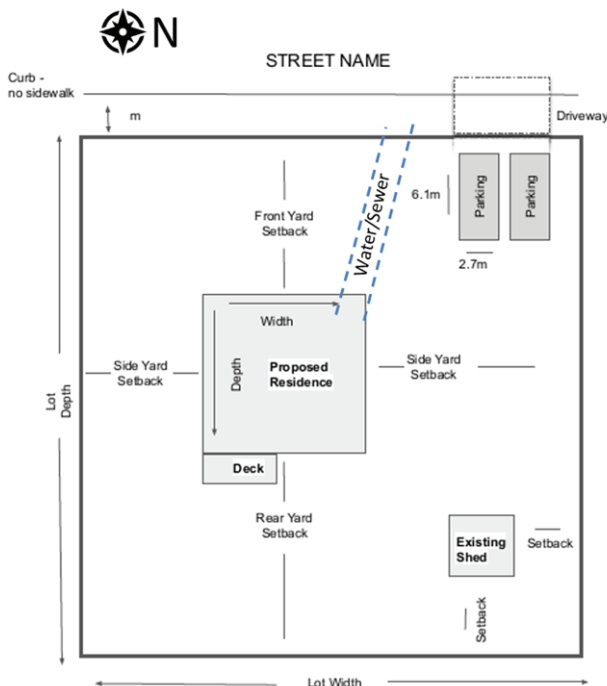 N
STREET NAME
Curb -
no sidewalk
m
Driveway
Water/Sewer
6.1m
Parking
Parking
2.7m
Front Yard
Setback
Width
Depth
Proposed
Residence
Side Yard
Setback
Side Yard
Setback
Lot
Depth
Deck
Rear Yard
Setback
Existing
Shed
Setback
Setback
Lot Width